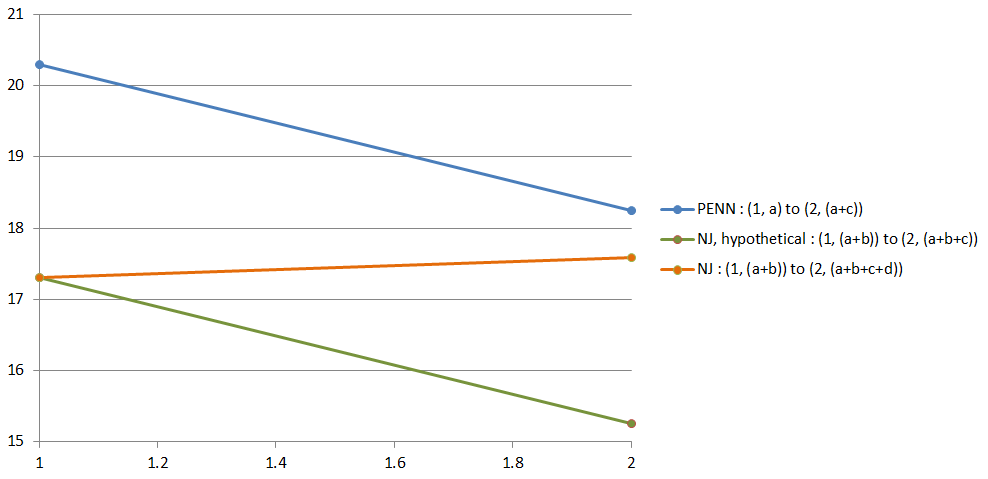 21
20
19
18
17
16
15
1 1.2 1.4 1.6 1.8 2
PENN : (1, a) to (2, (a+c))
NJ, hypothetical : (1, (a+b)) to (2, (a+b+c))
NJ : (1, (a+b)) to (2, (a+b+c+d))